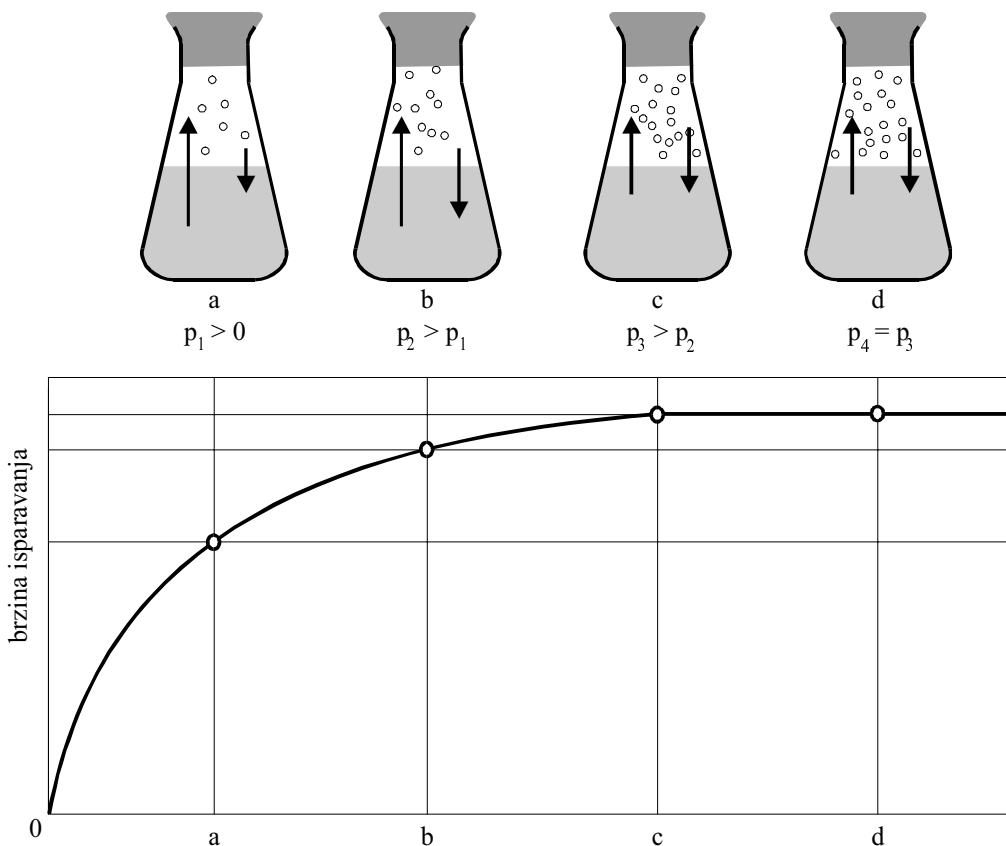 a b c d
p₁ > 0 p₂ > p₁ p₃ > p₂ p₄ = p₃
brzina isparavanja
0 a b c d